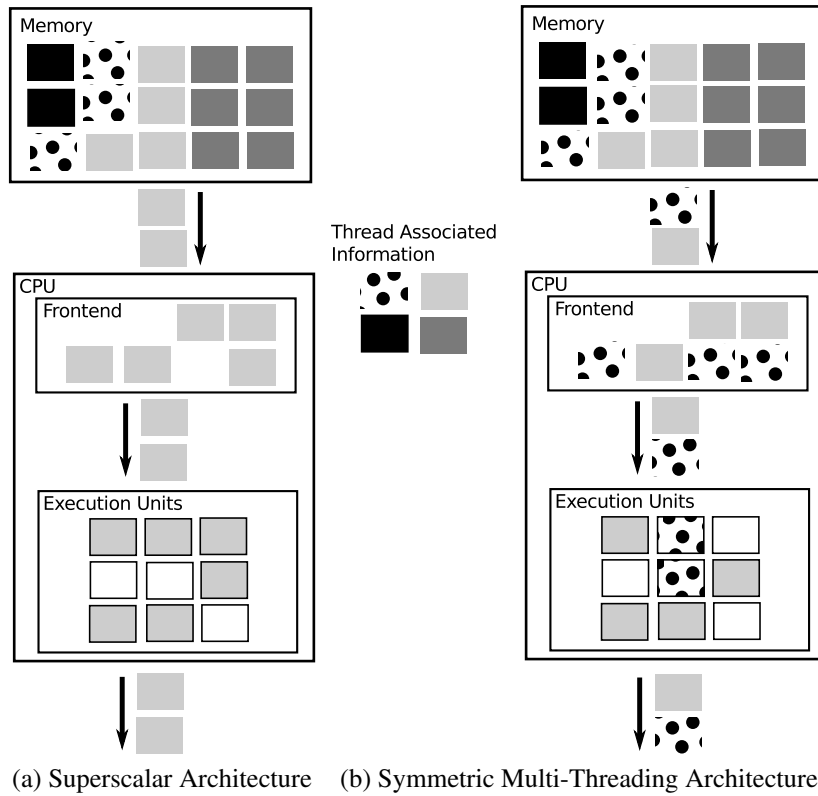 Memory
Memory
Thread Associated
Information
CPU
Frontend
Execution Units
CPU
Frontend
Execution Units
(a) Superscalar Architecture
(b) Symmetric Multi-Threading Architecture